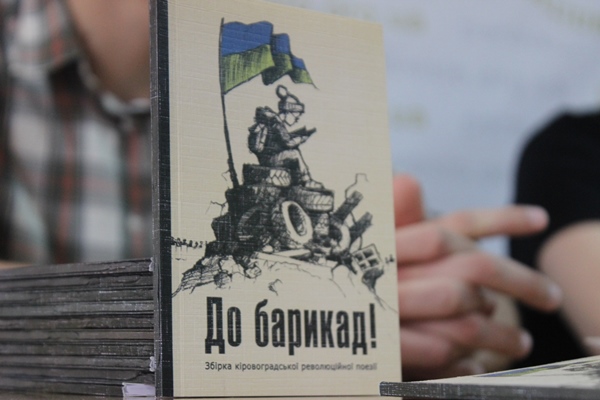 До барикад!
Збірка кіровоградської революційної поезії